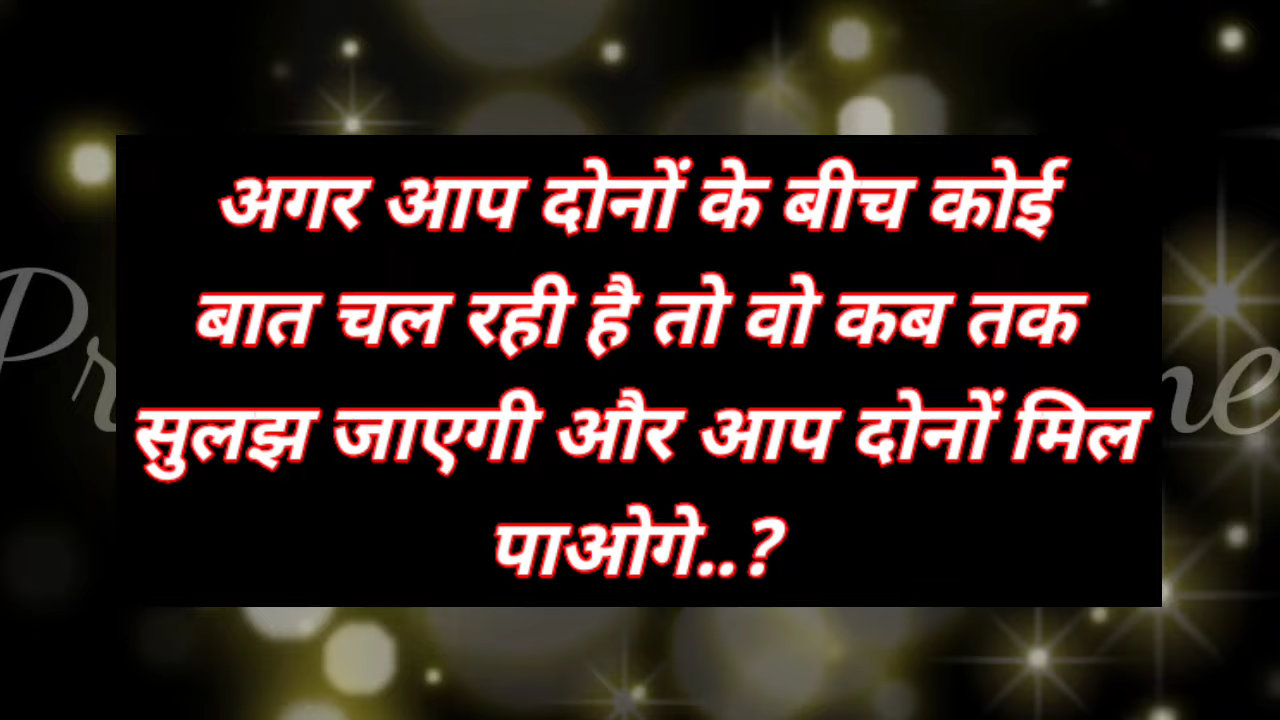 अगर आप दोनों के बीच कोई
बात चल रही है तो वो कब तक
सुलझ जाएगी और आप दोनों मिल
पाओगे..?